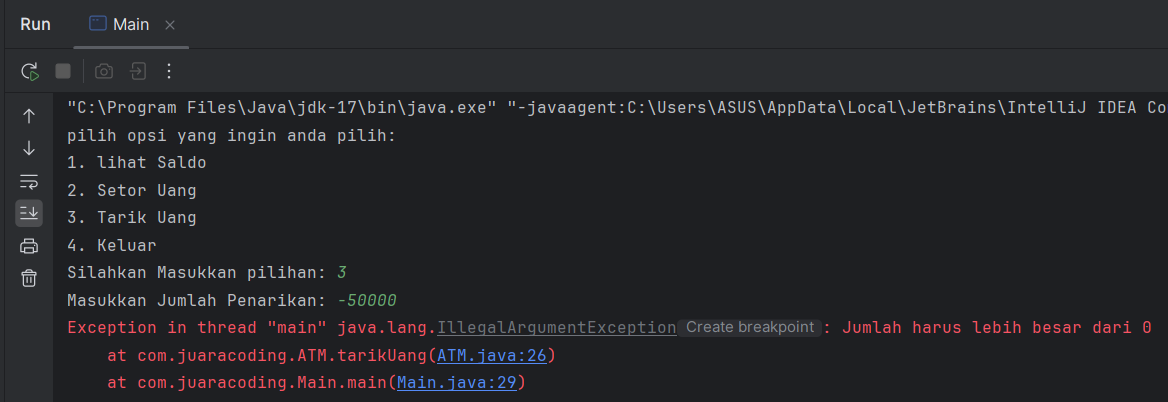 Run Main
"C:\Program Files\Java\jdk-17\bin\java.exe" "-javaagent:C:\Users\ASUS\AppData\Local\JetBrains\IntelliJ IDEA Co
pilih opsi yang ingin anda pilih:
1. lihat Saldo
2. Setor Uang
3. Tarik Uang
4. Keluar
Silahkan Masukkan pilihan: 3
Masukkan Jumlah Penarikan: -50000
Exception in thread "main" java.lang.IllegalArgumentException Create breakpoint : Jumlah harus lebih besar dari 0
at com.juaracoding.ATM.tarikUang(ATM.java:26)
at com.juaracoding.Main.main(Main.java:29)